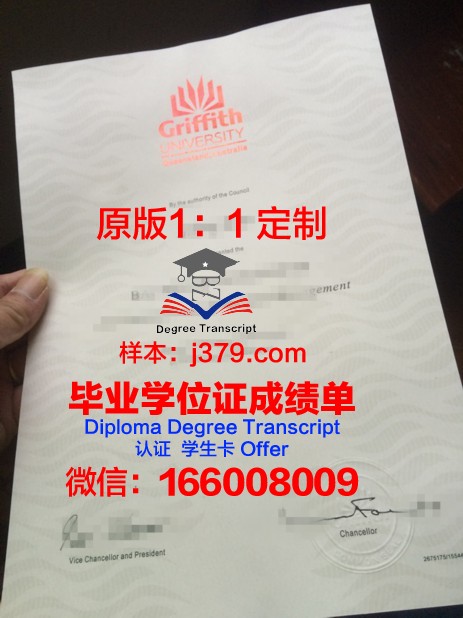 Griffith
UNIVERSITY
Queensland, Australia
By the authority of the Council
原版1：1 定制
Degree Transcript
样本：j379.com
毕业学位证成绩单
Diploma Degree Transcript
认证 学生卡 Offer
微信：166008009
Chancellor
Vice Chancellor and President